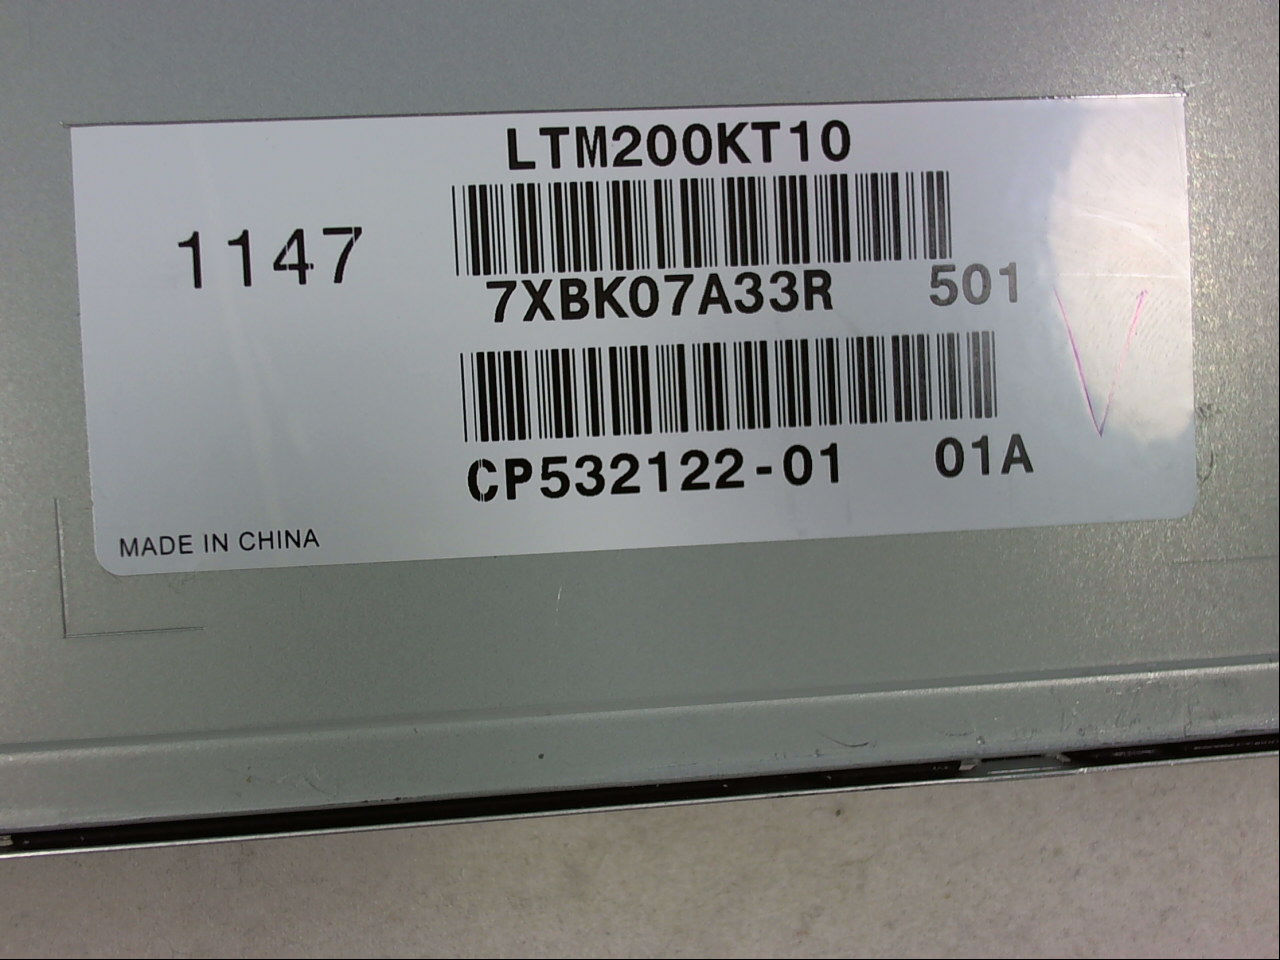 LTM200KT10
1147
7XBK07A33R 501
CP532122-01 01A
MADE IN CHINA